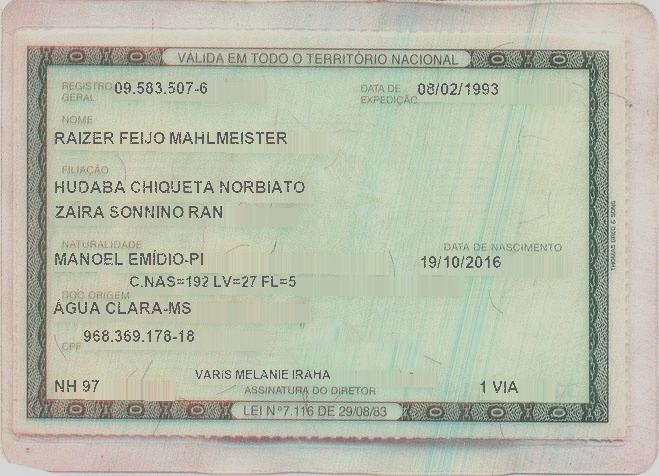 VÁLIDA EM TODO O TERRITÓRIO NACIONAL
REGISTRO GERAL 09.583.507-6 DATA DE EXPEDIÇÃO 08/02/1993
NOME
RAIZER FEIJO MAHLMEISTER
FILIAÇÃO
HUDABA CHIQUETA NORBIATO
ZAIRA SONNINO RAN
NATURALIDADE DATA DE NASCIMENTO
MANOEL EMÍDIO-PI 19/10/2016
C.NAS=192 LV=27 FL=5
DOC ORIGEM
ÁGUA CLARA-MS
968.369.178-18
CPF
VARIS MELANIE IRAHA
NH 97 ASSINATURA DO DIRETOR 1 VIA
LEI Nº 7.116 DE 29/08/83
THOMAS GREG & SONS